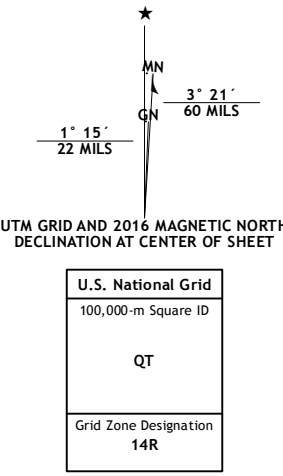 ★
MN
3° 21´
60 MILS
GN
1° 15´
22 MILS
UTM GRID AND 2016 MAGNETIC NORTH
DECLINATION AT CENTER OF SHEET
U.S. National Grid
100,000-m Square ID
QT
Grid Zone Designation
14R